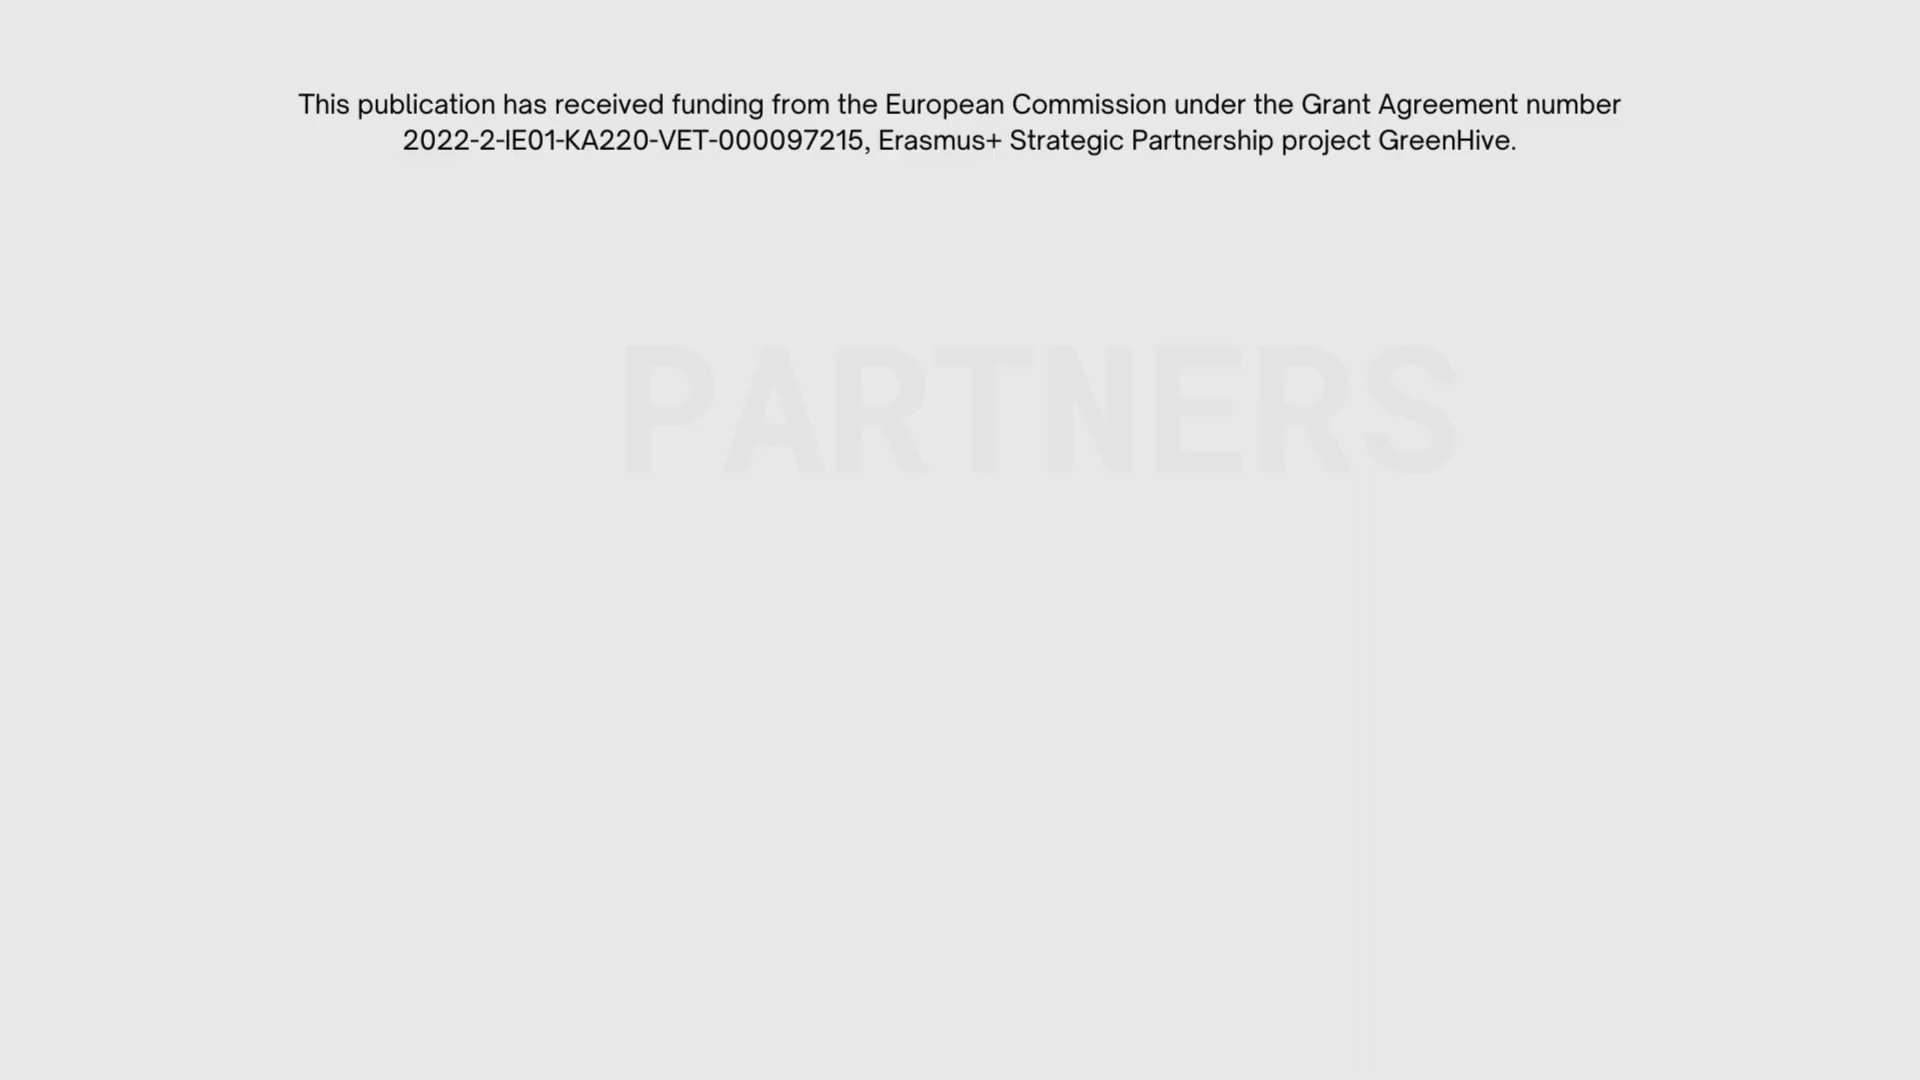 This publication has received funding from the European Commission under the Grant Agreement number
2022-2-IE01-KA220-VET-000097215, Erasmus+ Strategic Partnership project GreenHive.
PARTNERS